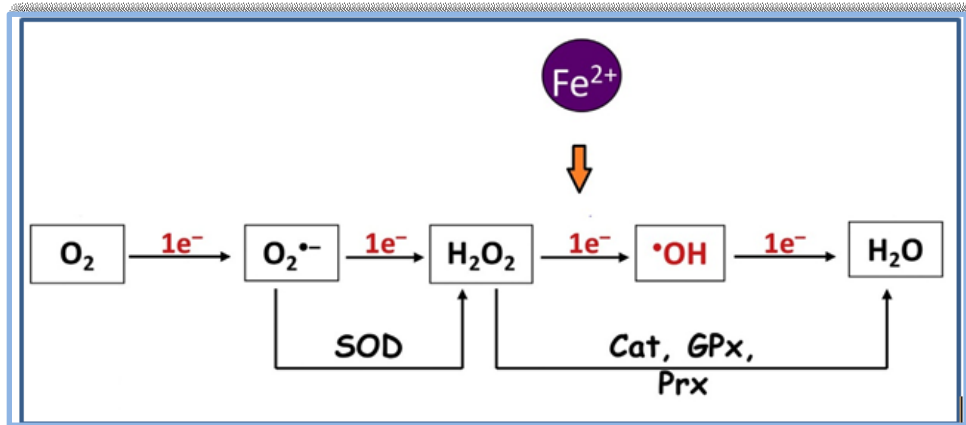 Fe²⁺
O₂ 1e⁻ O₂•⁻ 1e⁻ H₂O₂ 1e⁻ •OH 1e⁻ H₂O
SOD Cat, GPx,
Prx